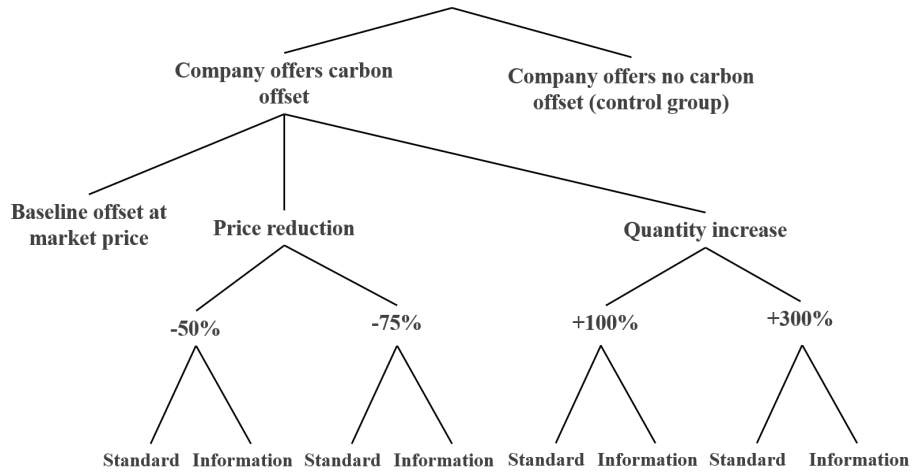 Company offers carbon
offset
Company offers no carbon
offset (control group)
Baseline offset at
market price
Price reduction
Quantity increase
-50%
-75%
+100%
+300%
Standard
Information
Standard
Information
Standard
Information
Standard
Information